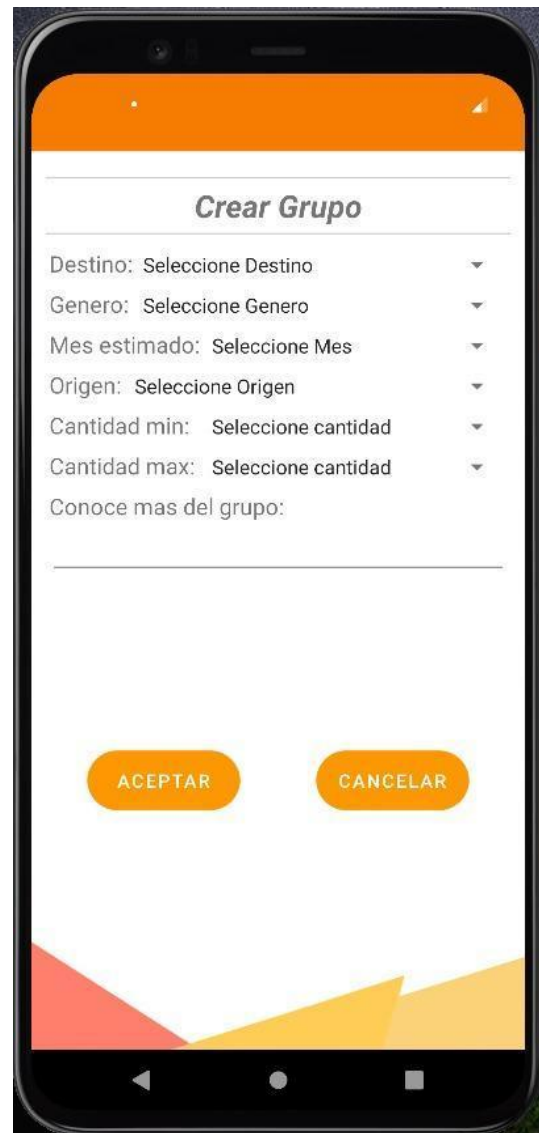 Crear Grupo
Destino: Seleccione Destino
Genero: Seleccione Genero
Mes estimado: Seleccione Mes
Origen: Seleccione Origen
Cantidad min: Seleccione cantidad
Cantidad max: Seleccione cantidad
Conoce mas del grupo:
ACEPTAR CANCELAR